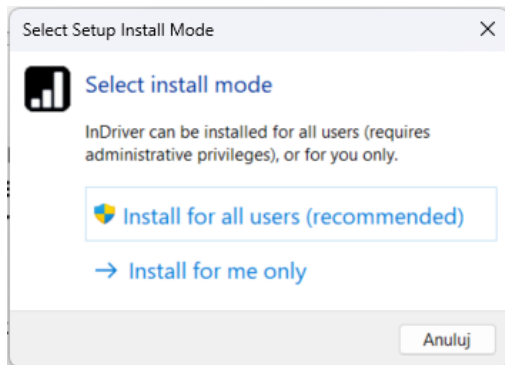 Select Setup Install Mode
Select install mode
InDriver can be installed for all users (requires
administrative privileges), or for you only.
Install for all users (recommended)
Install for me only
Anuluj